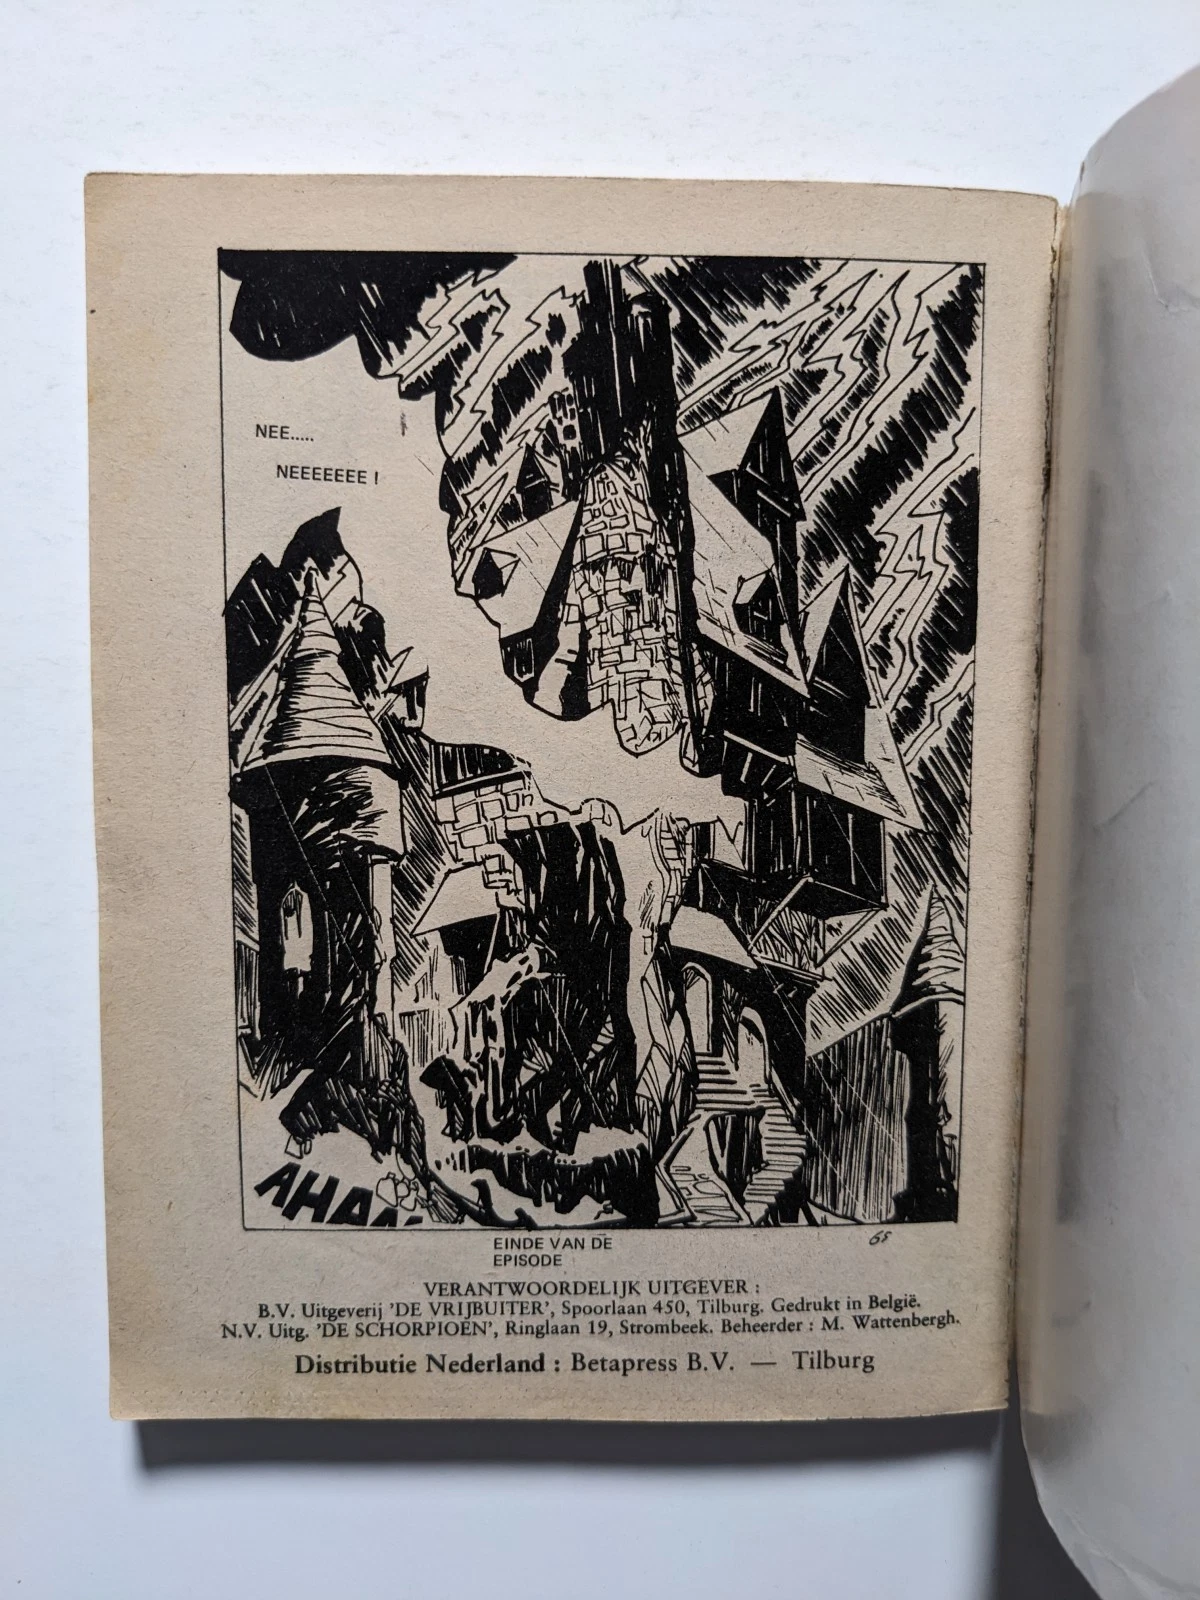 NEE.....
NEEEEEEE !
EINDE VAN DE
EPISODE
65
VERANTWOORDELIJK UITGEVER :
B.V. Uitgeverij 'DE VRIJBUITER', Spoorlaan 450, Tilburg. Gedrukt in België.
N.V. Uitg. 'DE SCHORPIOEN', Ringlaan 19, Strombeek. Beheerder : M. Wattenbergh.
Distributie Nederland : Betapress B.V. — Tilburg